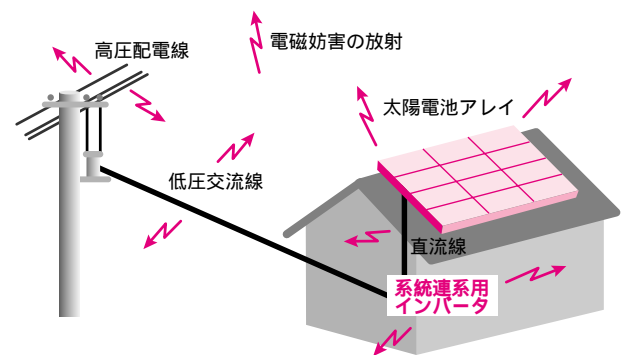 電磁妨害の放射
高圧配電線
太陽電池アレイ
低圧交流線
直流線
系統連系用
インバータ